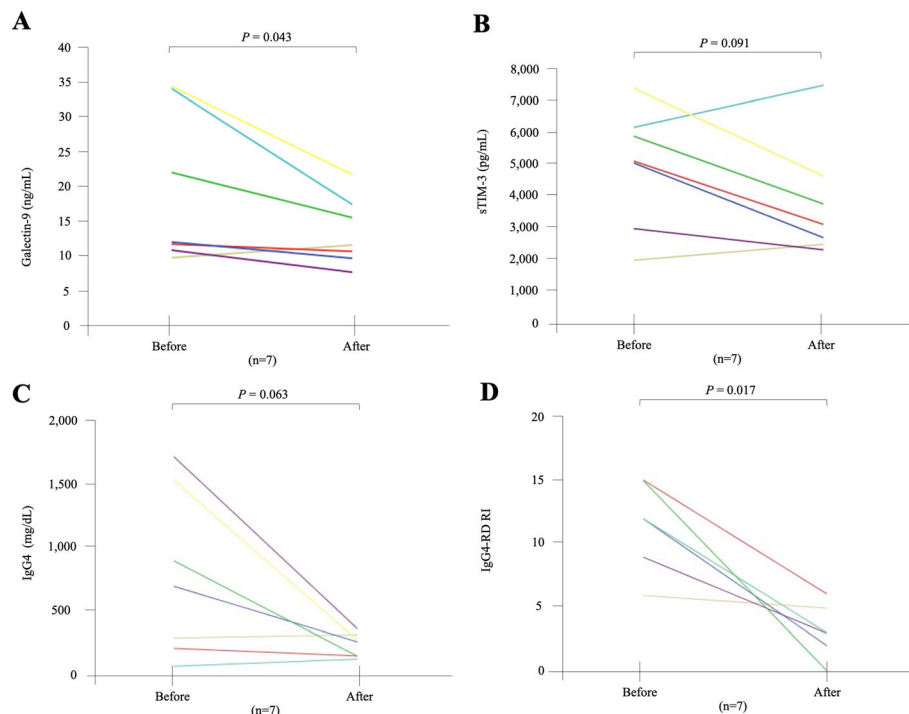 A
P = 0.043
Galectin-9 (ng/mL)
40
35
30
25
20
15
10
5
0
Before
After
(n=7)
B
P = 0.091
sTIM-3 (pg/mL)
8,000
7,000
6,000
5,000
4,000
3,000
2,000
1,000
0
Before
After
(n=7)
C
P = 0.063
IgG4 (mg/dL)
2,000
1,500
1,000
500
0
Before
After
(n=7)
D
P = 0.017
IgG4-RD RI
20
15
10
5
0
Before
After
(n=7)